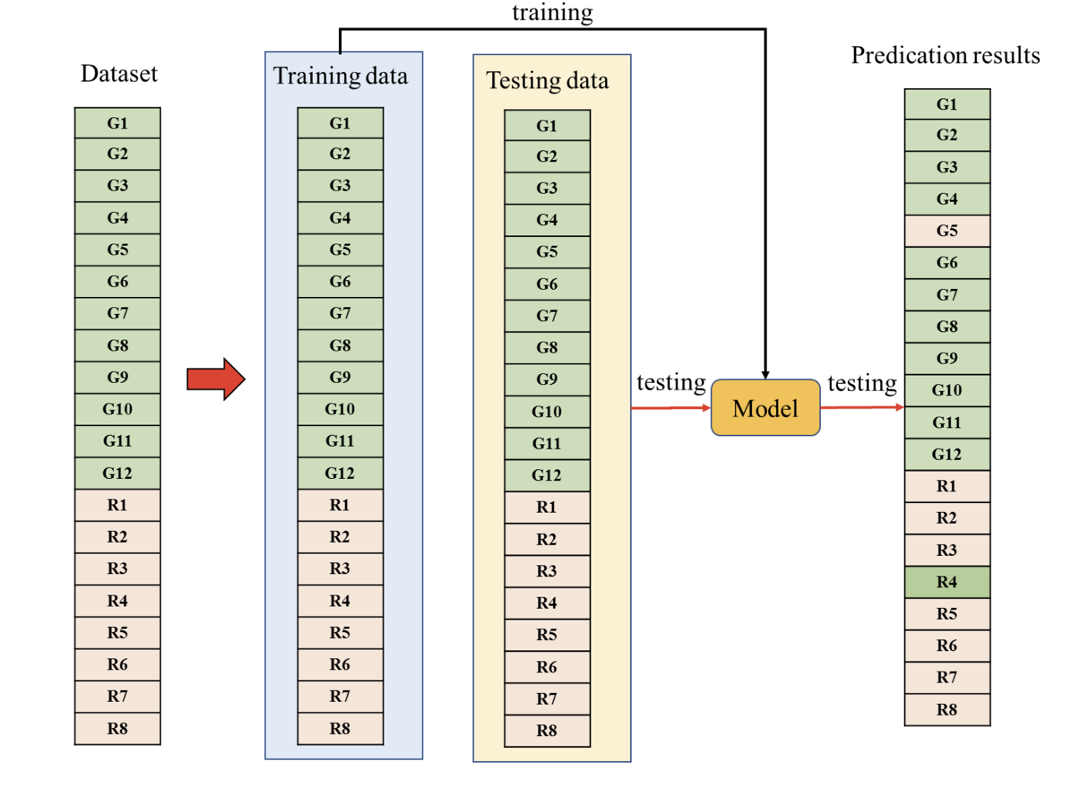 training
Dataset
G1
G2
G3
G4
G5
G6
G7
G8
G9
G10
G11
G12
R1
R2
R3
R4
R5
R6
R7
R8
Training data
G1
G2
G3
G4
G5
G6
G7
G8
G9
G10
G11
G12
R1
R2
R3
R4
R5
R6
R7
R8
Testing data
G1
G2
G3
G4
G5
G6
G7
G8
G9
G10
G11
G12
R1
R2
R3
R4
R5
R6
R7
R8
testing
Model
testing
Predication results
G1
G2
G3
G4
G5
G6
G7
G8
G9
G10
G11
G12
R1
R2
R3
R4
R5
R6
R7
R8